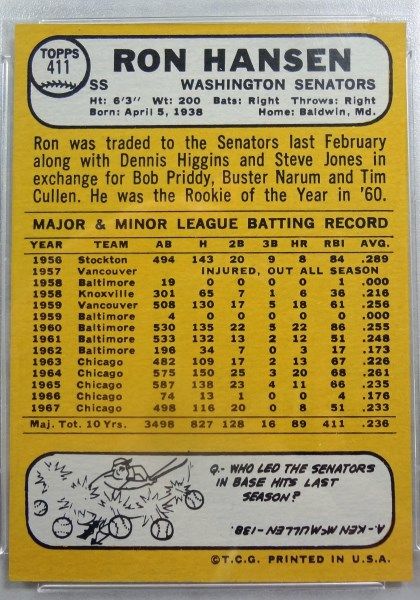 TOPPS
411
RON HANSEN
SS WASHINGTON SENATORS
Ht: 6'3" Wt: 200 Bats: Right Throws: Right
Born: April 5, 1938 Home: Baldwin, Md.
Ron was traded to the Senators last February
along with Dennis Higgins and Steve Jones in
exchange for Bob Priddy, Buster Narum and Tim
Cullen. He was the Rookie of the Year in '60.
MAJOR & MINOR LEAGUE BATTING RECORD
YEAR TEAM AB H 2B 3B HR RBI AVG.
1956 Stockton 494 143 20 9 8 84 .289
1957 Vancouver INJURED, OUT ALL SEASON
1958 Baltimore 19 0 0 0 0 1 .000
1958 Knoxville 301 65 7 1 6 36 .216
1959 Vancouver 508 130 17 5 18 61 .256
1959 Baltimore 4 0 0 0 0 0 .000
1960 Baltimore 530 135 22 5 22 86 .255
1961 Baltimore 533 132 13 2 12 51 .248
1962 Baltimore 196 34 7 0 3 17 .173
1963 Chicago 482 109 17 2 13 67 .226
1964 Chicago 575 150 25 3 20 68 .261
1965 Chicago 587 138 23 4 11 66 .235
1966 Chicago 74 13 1 0 0 4 .176
1967 Chicago 498 116 20 0 8 51 .233
Maj. Tot. 10 Yrs. 3498 827 128 16 89 411 .236
Q.- WHO LED THE SENATORS
IN BASE HITS LAST
SEASON?
A.- KEN MCMULLEN-138.
©T.C.G. PRINTED IN U.S.A.